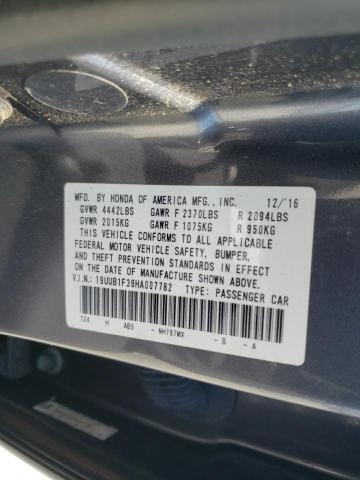 MFD. BY HONDA OF AMERICA MFG., INC. 12/'16
GVWR 4442LBS GAWR F 2370LBS R 2094LBS
GVWR 2015KG GAWR F 1075KG R 950KG
THIS VEHICLE CONFORMS TO ALL APPLICABLE
FEDERAL MOTOR VEHICLE SAFETY, BUMPER,
AND THEFT PREVENTION STANDARDS IN EFFECT
ON THE DATE OF MANUFACTURE SHOWN ABOVE.
V.I.N.: 19UUB1F39HA007782 TYPE: PASSENGER CAR
124 H AB9 -NH797MX -B -A